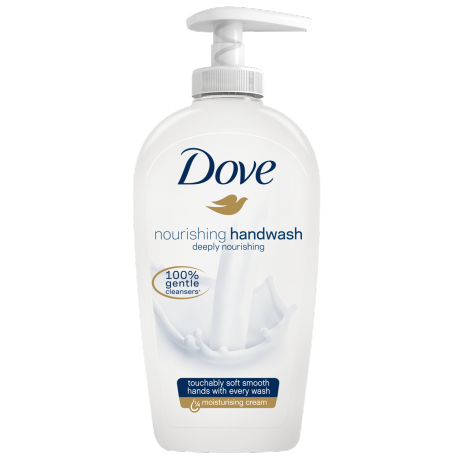 Dove
nourishing handwash
deeply nourishing
100%
gentle
cleansers*
touchably soft smooth
hands with every wash
¼ moisturising cream